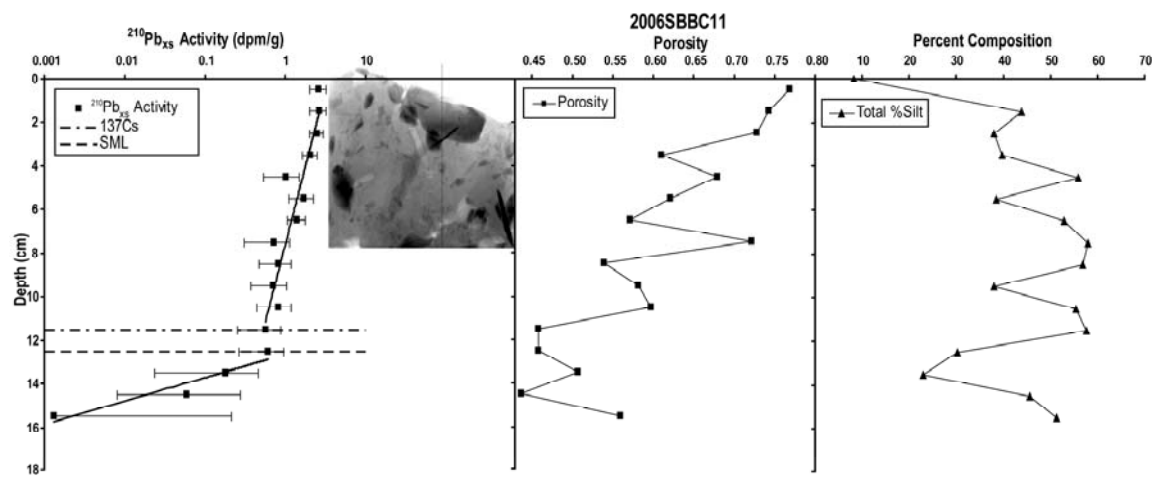 2006SBBC11
²¹⁰Pbxs Activity (dpm/g)
Porosity
Percent Composition
0.001 0.01 0.1 1 10
0.45 0.50 0.55 0.60 0.65 0.70 0.75 0.80
10 20 30 40 50 60 70
0
2
4
6
8
10
12
14
16
18
Depth (cm)
²¹⁰Pbxs Activity
137Cs
SML
Porosity
Total %Silt